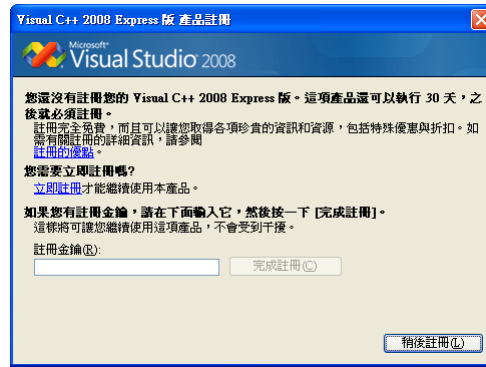 Visual C++ 2008 Express 版 產品註冊
Microsoft
Visual Studio 2008
您還沒有註冊您的 Visual C++ 2008 Express 版。這項產品還可以執行 30 天，之
後就必須註冊。
註冊完全免費，而且可以讓您取得各項珍貴的資訊和資源，包括特殊優惠與折扣。如
需有關註冊的詳細資訊，請參閱
註冊的優點。
您需要立即註冊嗎?
立即註冊才能繼續使用本產品。
如果您有註冊金鑰，請在下面輸入它，然後按一下 [完成註冊]。
這樣將可讓您繼續使用這項產品，不會受到干擾。
註冊金鑰(R):
完成註冊(C)
稍後註冊(L)